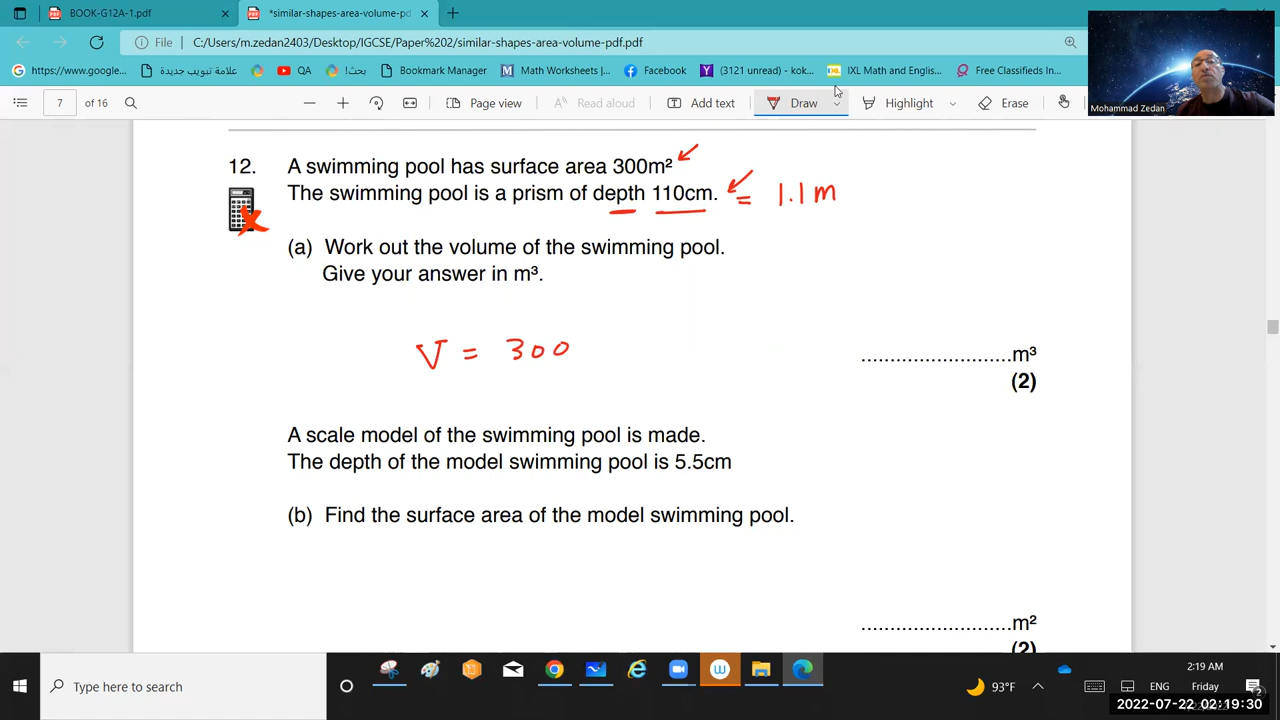 BOOK-G12A-1.pdf
*similar-shapes-area-volume-pdf
File C:/Users/m.zedan2403/Desktop/IGCSE/Paper%202/similar-shapes-area-volume-pdf.pdf
https://www.google...
علامة تبويب جديدة
بحث!
QA
Bookmark Manager
Math Worksheets |...
Facebook
(3121 unread) - kok...
IXL Math and Englis...
Free Classifieds In...
Mohammad Zedan
7 of 16
Page view
Read aloud
Add text
Draw
Highlight
Erase
12. A swimming pool has surface area 300m²
The swimming pool is a prism of depth 110cm. = 1.1 m
(a) Work out the volume of the swimming pool.
Give your answer in m³.
V = 300
..........................m³
(2)
A scale model of the swimming pool is made.
The depth of the model swimming pool is 5.5cm
(b) Find the surface area of the model swimming pool.
..........................m²
(2)
Type here to search
93°F
ENG
2:19 AM
Friday
2022-07-22 02:19:30